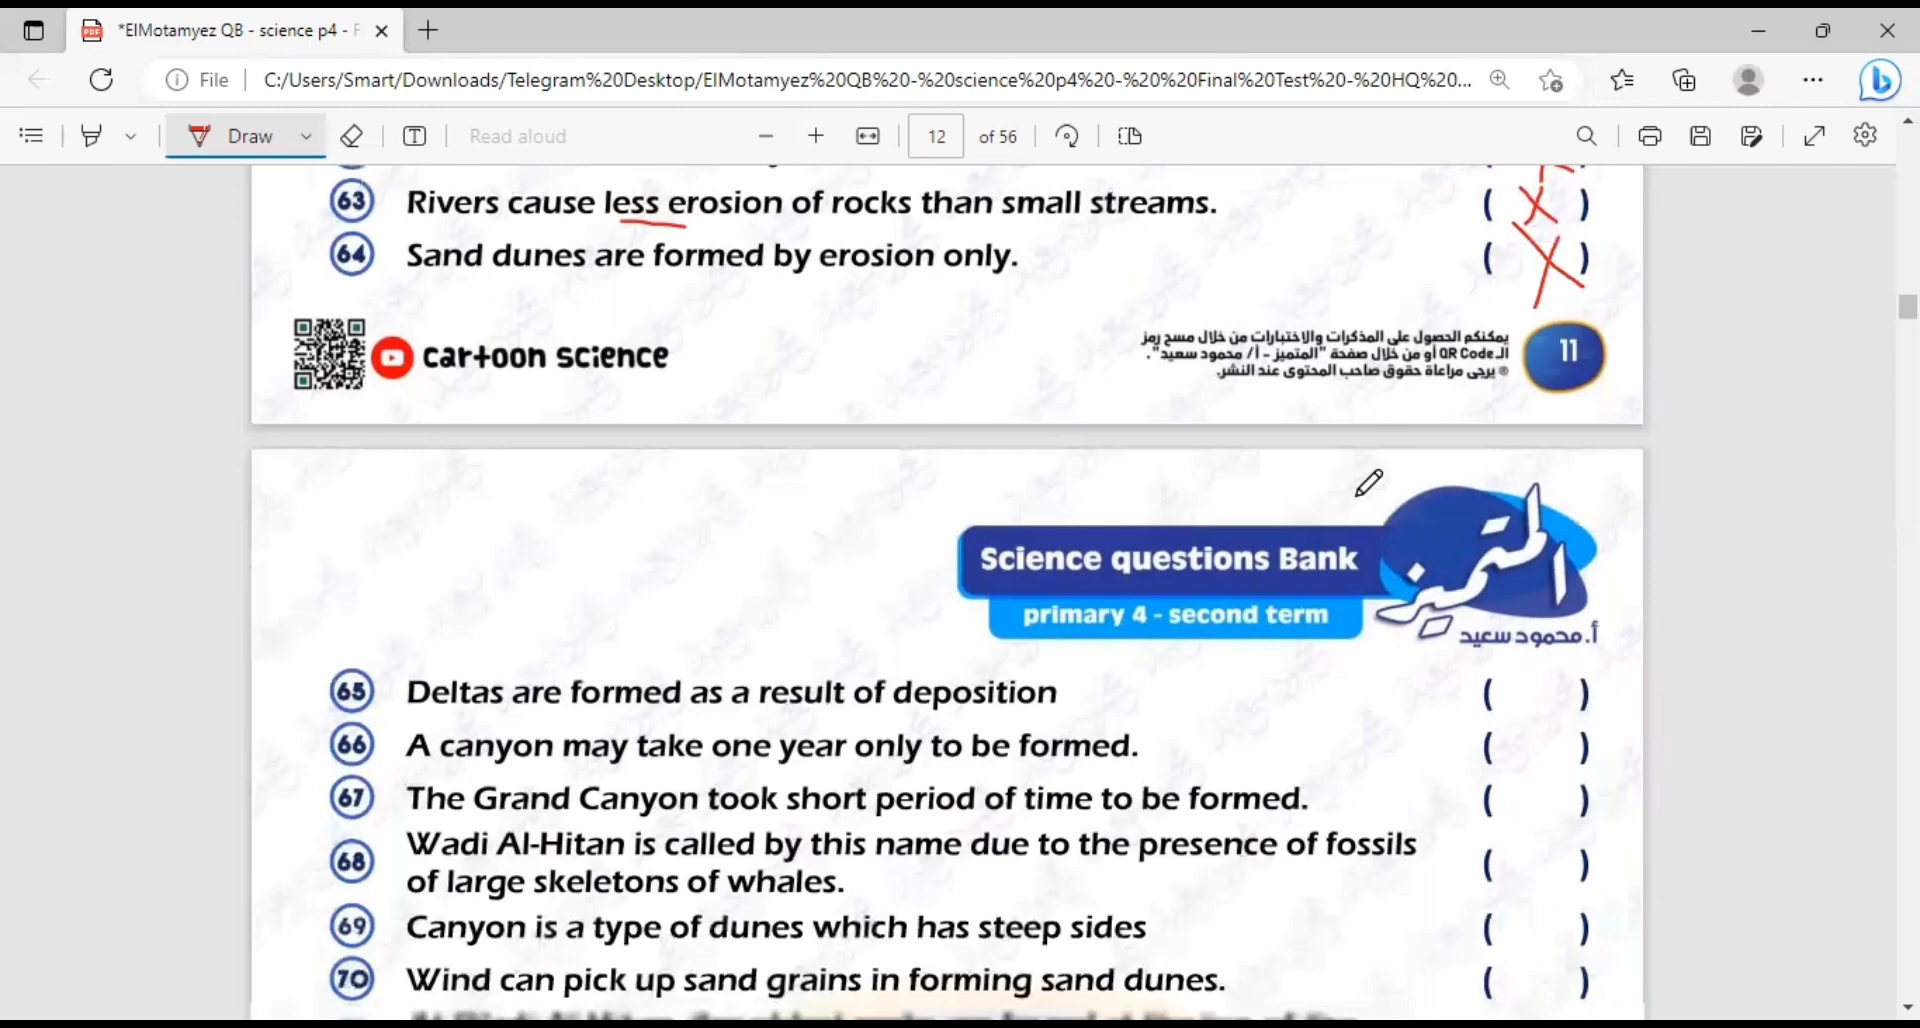 *ElMotamyez QB - science p4 - F
File
C:/Users/Smart/Downloads/Telegram%20Desktop/ElMotamyez%20QB%20-%20science%20p4%20-%20%20Final%20Test%20-%20HQ%20...
Draw
Read aloud
12 of 56
63 Rivers cause less erosion of rocks than small streams. ( X )
64 Sand dunes are formed by erosion only. ( X )
cartoon science
يمكنكم الحصول على المذكرات والاختبارات من خلال مسح رمز
الـ QR Code أو من خلال صفحة "المتميز - أ/ محمود سعيد".
® يرجى مراعاة حقوق صاحب المحتوى عند النشر.
11
المتميز
Science questions Bank
primary 4 - second term
أ. محمود سعيد
65 Deltas are formed as a result of deposition ( )
66 A canyon may take one year only to be formed. ( )
67 The Grand Canyon took short period of time to be formed. ( )
68 Wadi Al-Hitan is called by this name due to the presence of fossils
of large skeletons of whales. ( )
69 Canyon is a type of dunes which has steep sides ( )
70 Wind can pick up sand grains in forming sand dunes. ( )